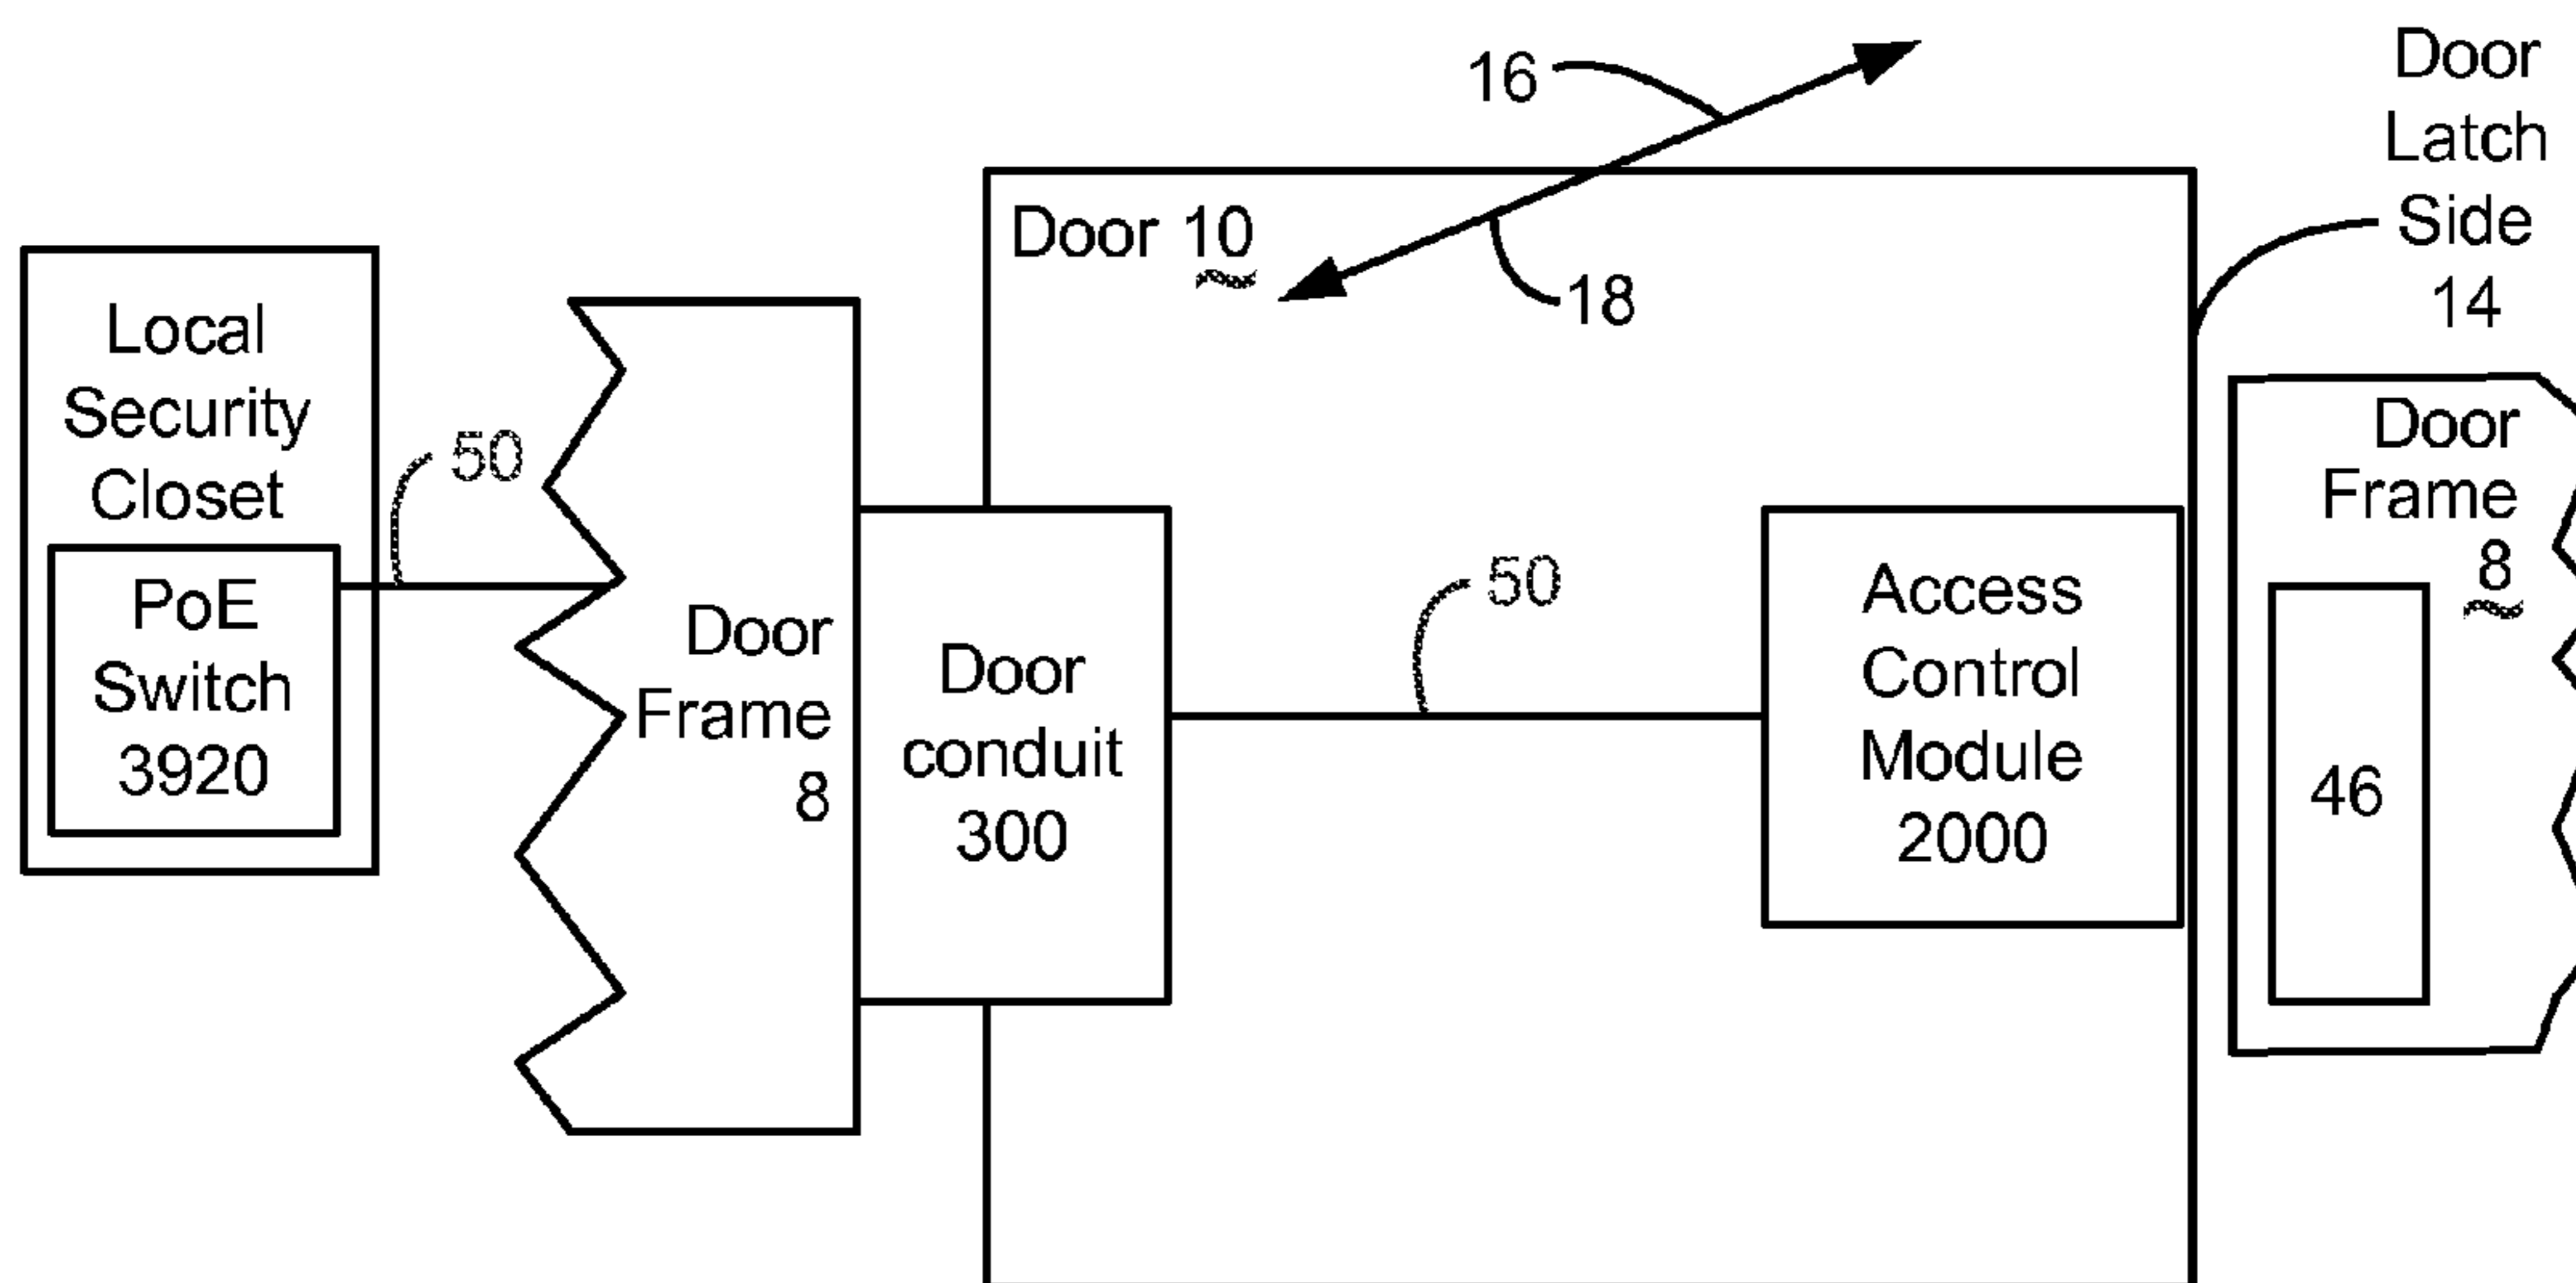 16
Door
Latch
Side
14
Door 10
18
Local
Security
Closet
PoE
Switch
3920
50
Door
Frame
8
Door
conduit
300
50
Access
Control
Module
2000
Door
Frame
8
46